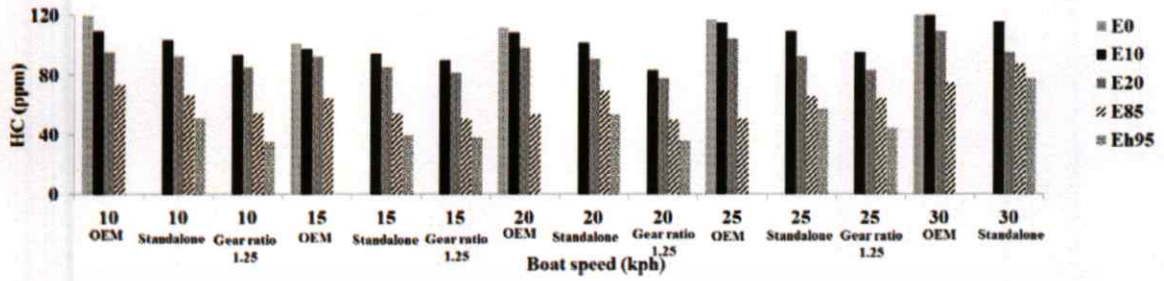 120
80
40
0
HC (ppm)
10 10 10 15 15 15 20 20 20 25 25 25 30 30
OEM Standalone Gear ratio 1.25 OEM Standalone Gear ratio 1.25 OEM Standalone Gear ratio 1.25 OEM Standalone Gear ratio 1.25 OEM Standalone
Boat speed (kph)
E0
E10
E20
E85
Eh95